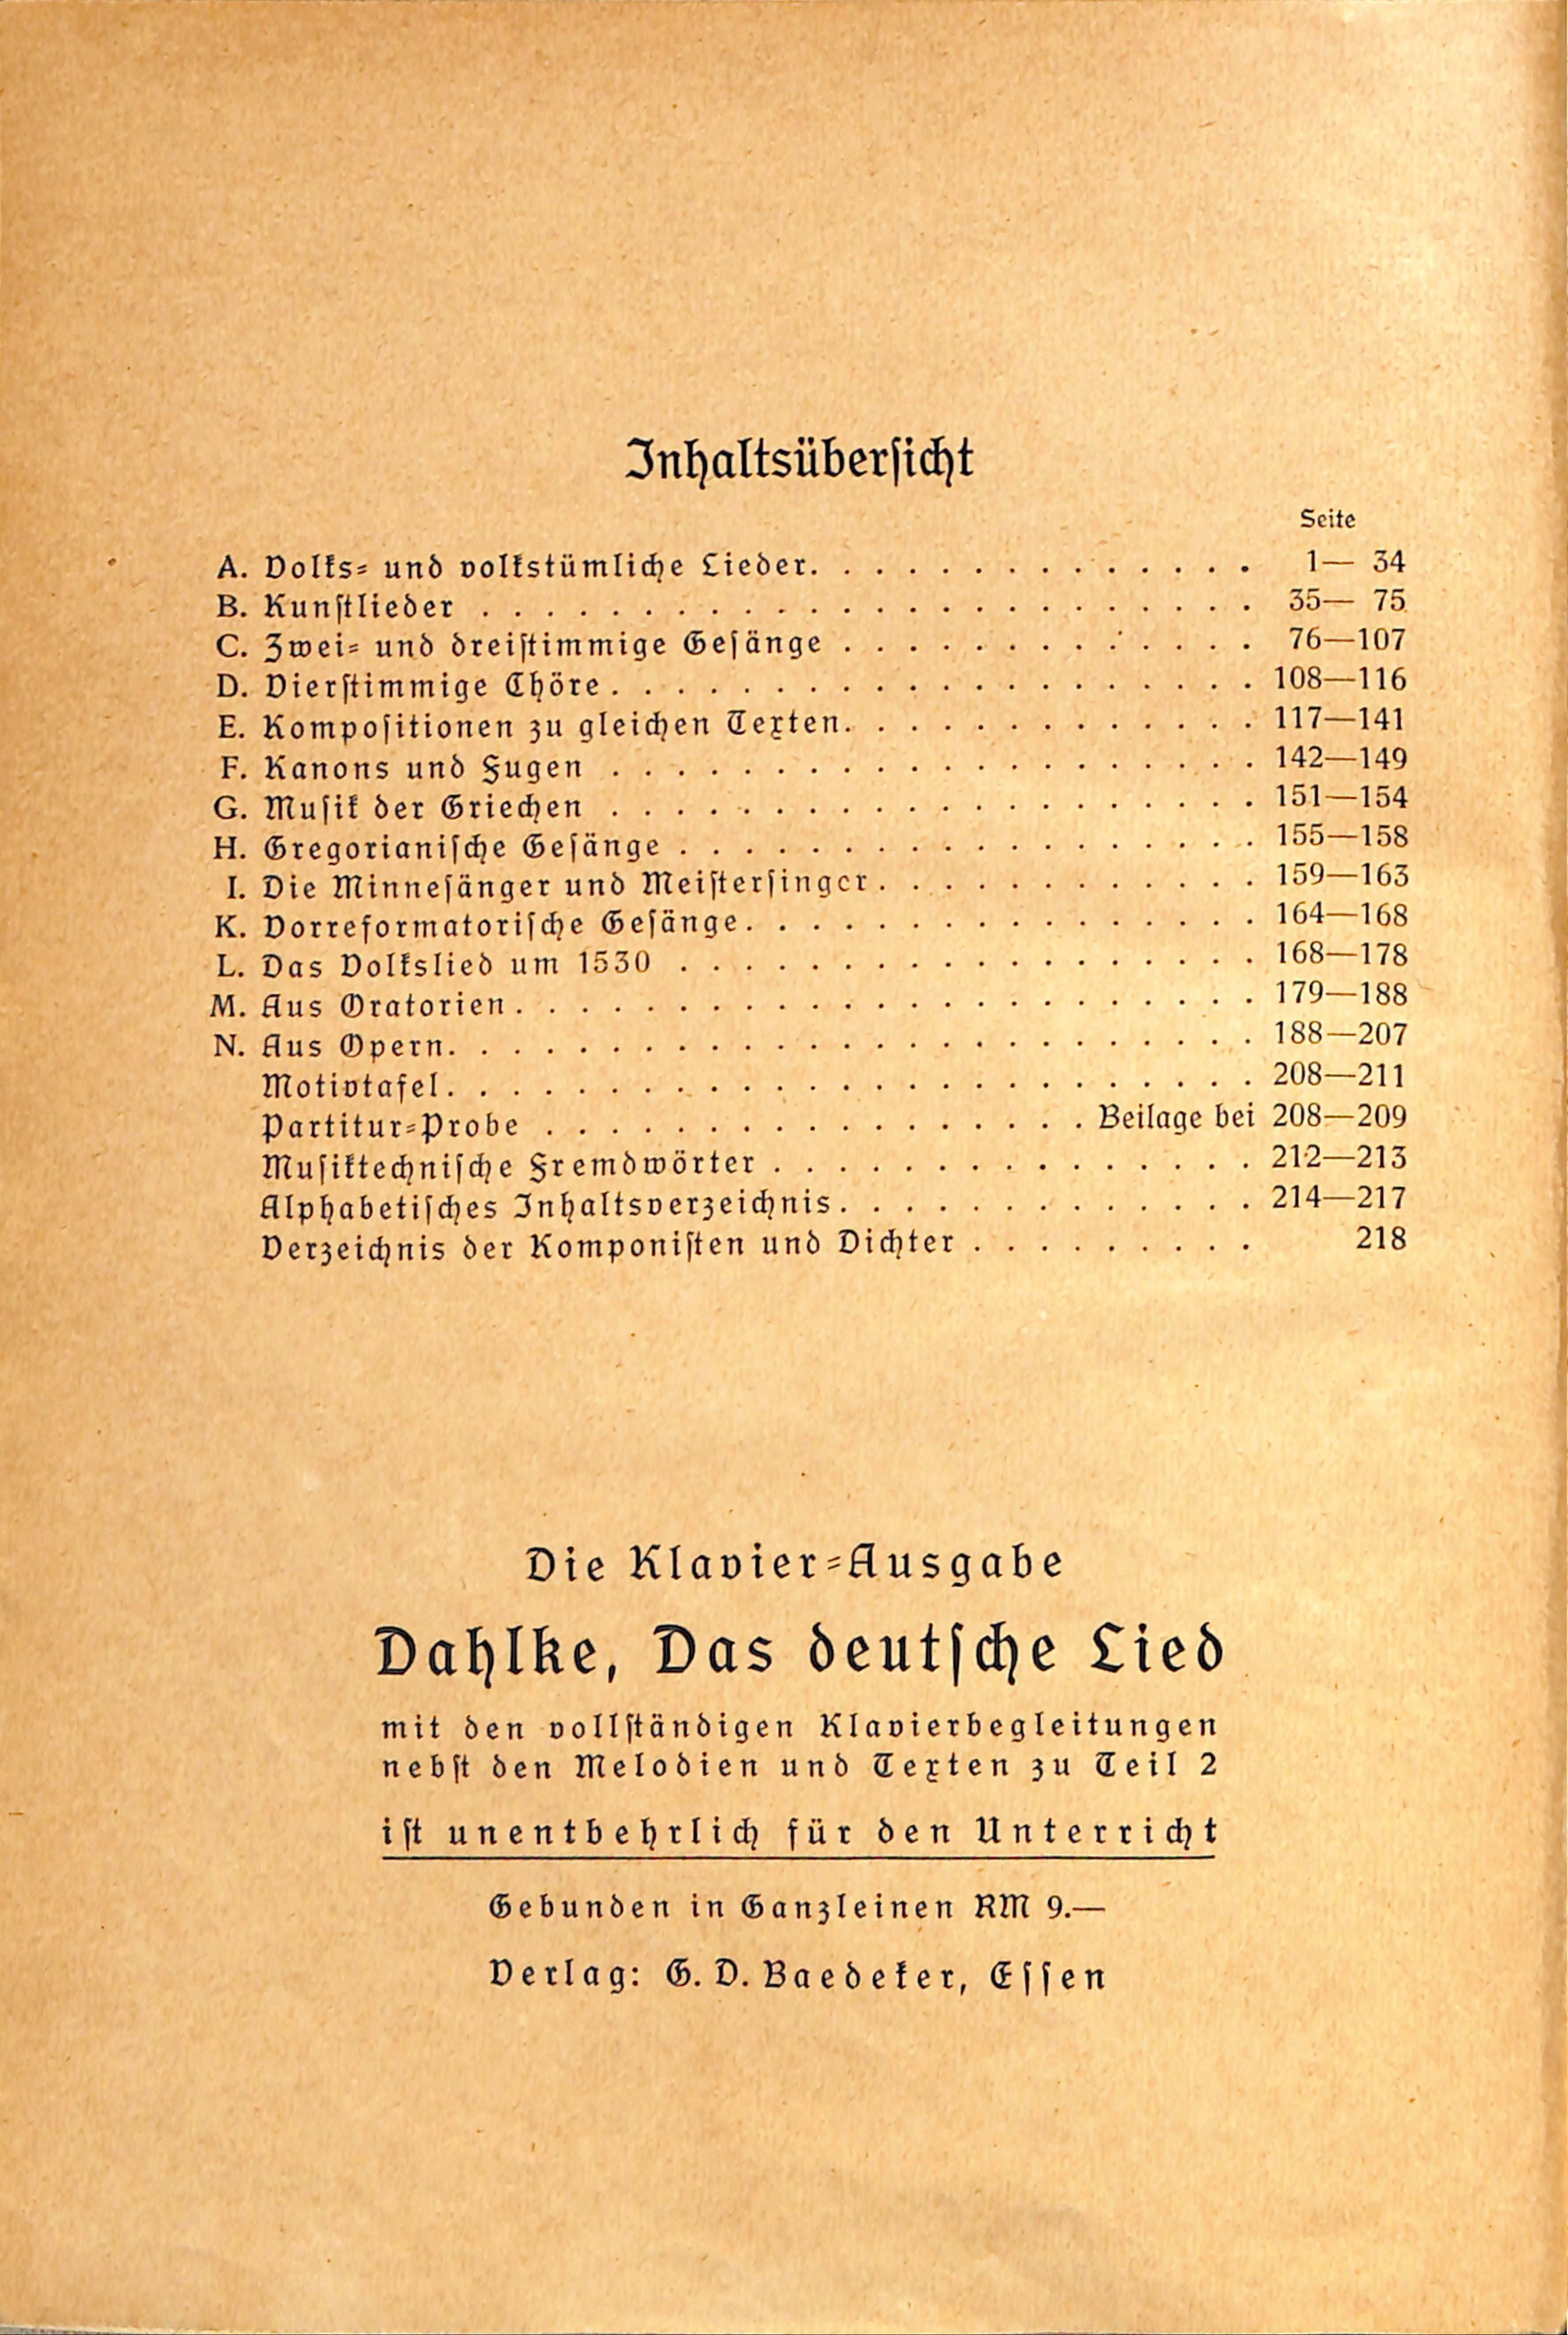 Inhaltsübersicht
Seite
A. Volks- und volkstümliche Lieder. . . . . . . . . . . . . . 1— 34
B. Kunstlieder . . . . . . . . . . . . . . . . . . . . . . . . 35— 75
C. Zwei- und dreistimmige Gesänge . . . . . . . . . . . . . 76—107
D. Vierstimmige Chöre . . . . . . . . . . . . . . . . . . . . 108—116
E. Kompositionen zu gleichen Texten. . . . . . . . . . . . . 117—141
F. Kanons und Fugen . . . . . . . . . . . . . . . . . . . . 142—149
G. Musik der Griechen . . . . . . . . . . . . . . . . . . . . 151—154
H. Gregorianische Gesänge . . . . . . . . . . . . . . . . . . 155—158
I. Die Minnesänger und Meistersinger . . . . . . . . . . . . 159—163
K. Vorreformatorische Gesänge. . . . . . . . . . . . . . . . 164—168
L. Das Volkslied um 1530 . . . . . . . . . . . . . . . . . . 168—178
M. Aus Oratorien . . . . . . . . . . . . . . . . . . . . . . . 179—188
N. Aus Opern. . . . . . . . . . . . . . . . . . . . . . . . . 188—207
Motivtafel. . . . . . . . . . . . . . . . . . . . . . . . . 208—211
Partitur-Probe . . . . . . . . . . . . . . . . . Beilage bei 208—209
Musiktechnische Fremdwörter . . . . . . . . . . . . . . . 212—213
Alphabetisches Inhaltsverzeichnis. . . . . . . . . . . . . 214—217
Verzeichnis der Komponisten und Dichter . . . . . . . . . 218
Die Klavier-Ausgabe
Dahlke, Das deutsche Lied
mit den vollständigen Klavierbegleitungen
nebst den Melodien und Texten zu Teil 2
ist unentbehrlich für den Unterricht
Gebunden in Ganzleinen RM 9.—
Verlag: G. D. Baedeker, Essen